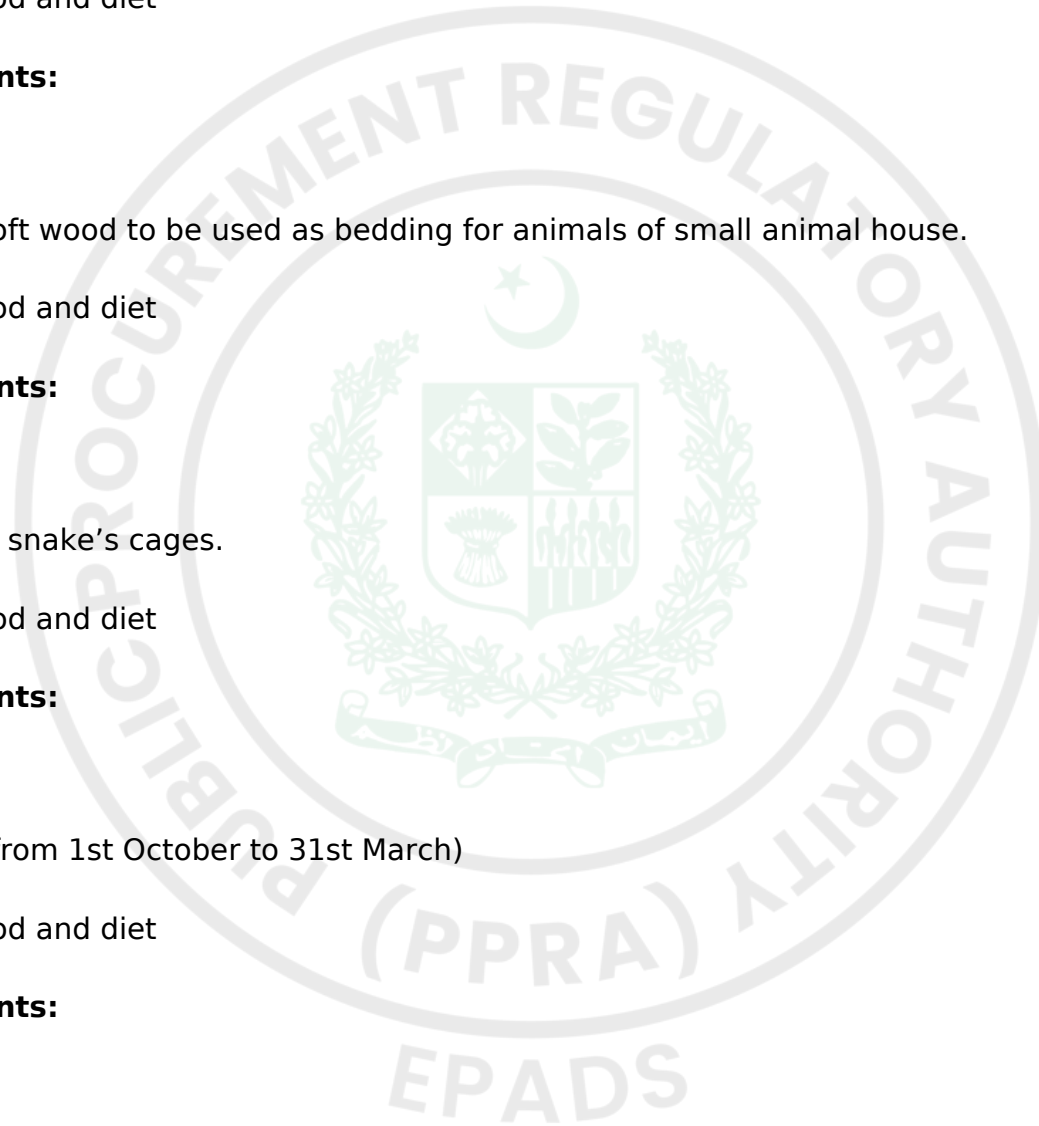 od and diet
nts:
oft wood to be used as bedding for animals of small animal house.
od and diet
nts:
snake’s cages.
od and diet
nts:
from 1st October to 31st March)
od and diet
nts:
PUBLIC PROCUREMENT REGULATORY AUTHORITY
(PPRA)
EPADS